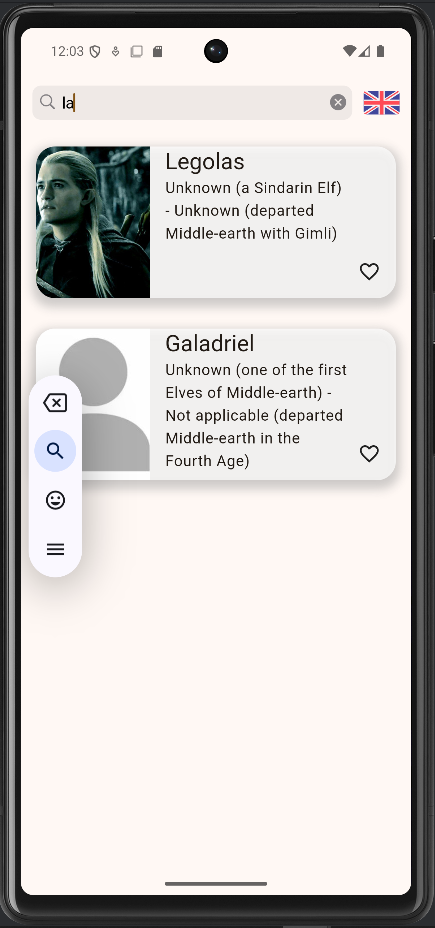 12:03
la
Legolas
Unknown (a Sindarin Elf)
- Unknown (departed
Middle-earth with Gimli)
Galadriel
Unknown (one of the first
Elves of Middle-earth) -
Not applicable (departed
Middle-earth in the
Fourth Age)